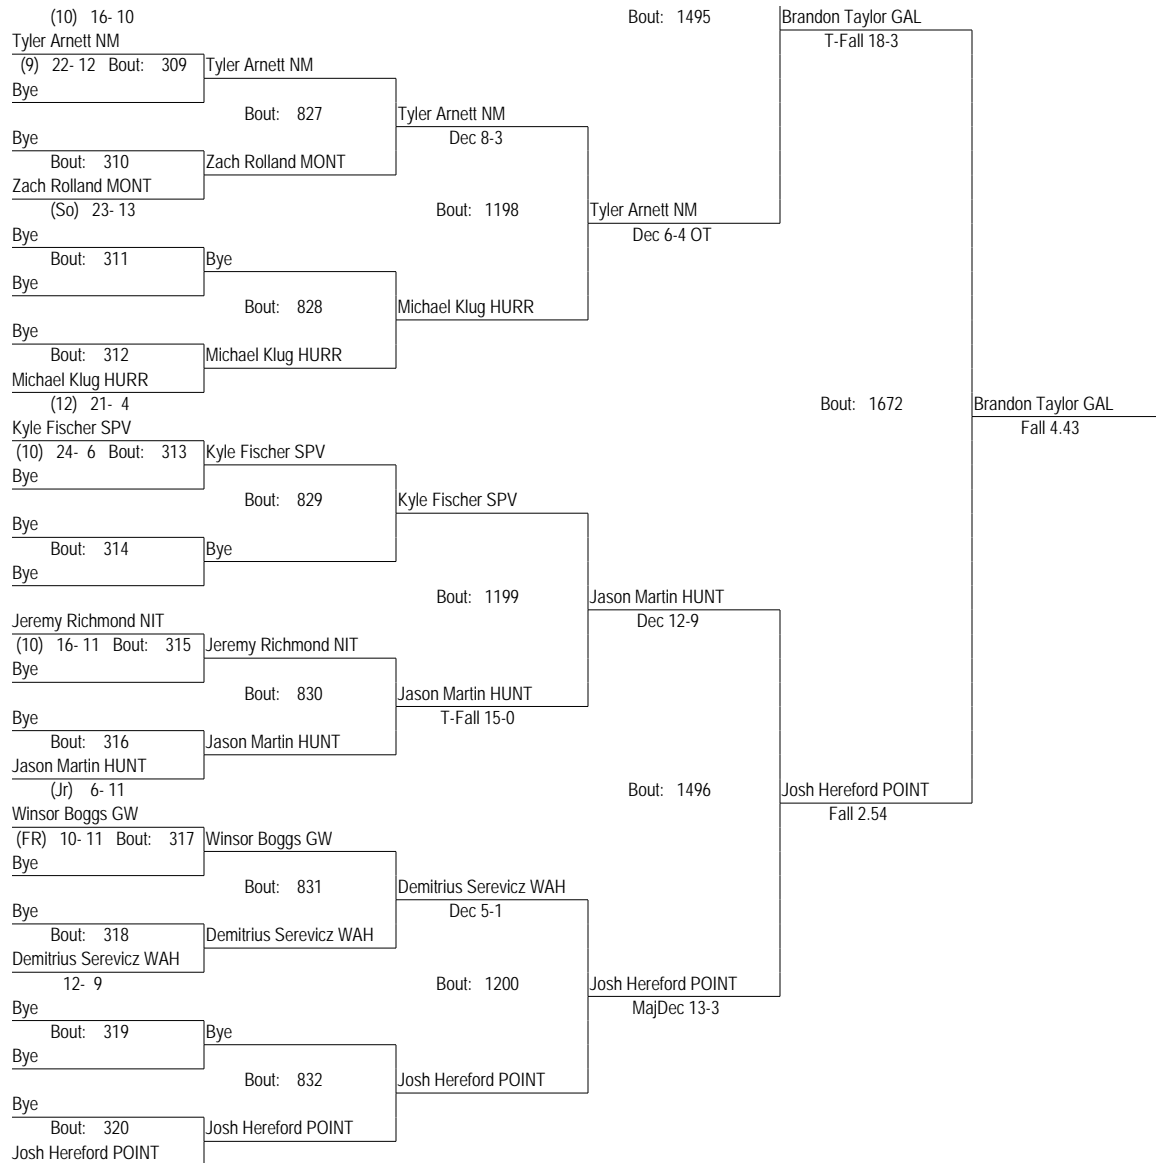 (10) 16- 10 Bout: 1495 Brandon Taylor GAL
Tyler Arnett NM T-Fall 18-3
(9) 22- 12 Bout: 309 Tyler Arnett NM
Bye
Bout: 827 Tyler Arnett NM
Bye Dec 8-3
Bout: 310 Zach Rolland MONT
Zach Rolland MONT
(So) 23- 13 Bout: 1198 Tyler Arnett NM
Bye Dec 6-4 OT
Bout: 311 Bye
Bye
Bout: 828 Michael Klug HURR
Bye
Bout: 312 Michael Klug HURR
Michael Klug HURR
(12) 21- 4 Bout: 1672 Brandon Taylor GAL
Kyle Fischer SPV Fall 4.43
(10) 24- 6 Bout: 313 Kyle Fischer SPV
Bye
Bout: 829 Kyle Fischer SPV
Bye
Bout: 314 Bye
Bye
Bout: 1199 Jason Martin HUNT
Jeremy Richmond NIT Dec 12-9
(10) 16- 11 Bout: 315 Jeremy Richmond NIT
Bye
Bout: 830 Jason Martin HUNT
Bye T-Fall 15-0
Bout: 316 Jason Martin HUNT
Jason Martin HUNT
(Jr) 6- 11 Bout: 1496 Josh Hereford POINT
Winsor Boggs GW Fall 2.54
(FR) 10- 11 Bout: 317 Winsor Boggs GW
Bye
Bout: 831 Demitrius Serevicz WAH
Bye Dec 5-1
Bout: 318 Demitrius Serevicz WAH
Demitrius Serevicz WAH
12- 9 Bout: 1200 Josh Hereford POINT
Bye MajDec 13-3
Bout: 319 Bye
Bye
Bout: 832 Josh Hereford POINT
Bye
Bout: 320 Josh Hereford POINT
Josh Hereford POINT